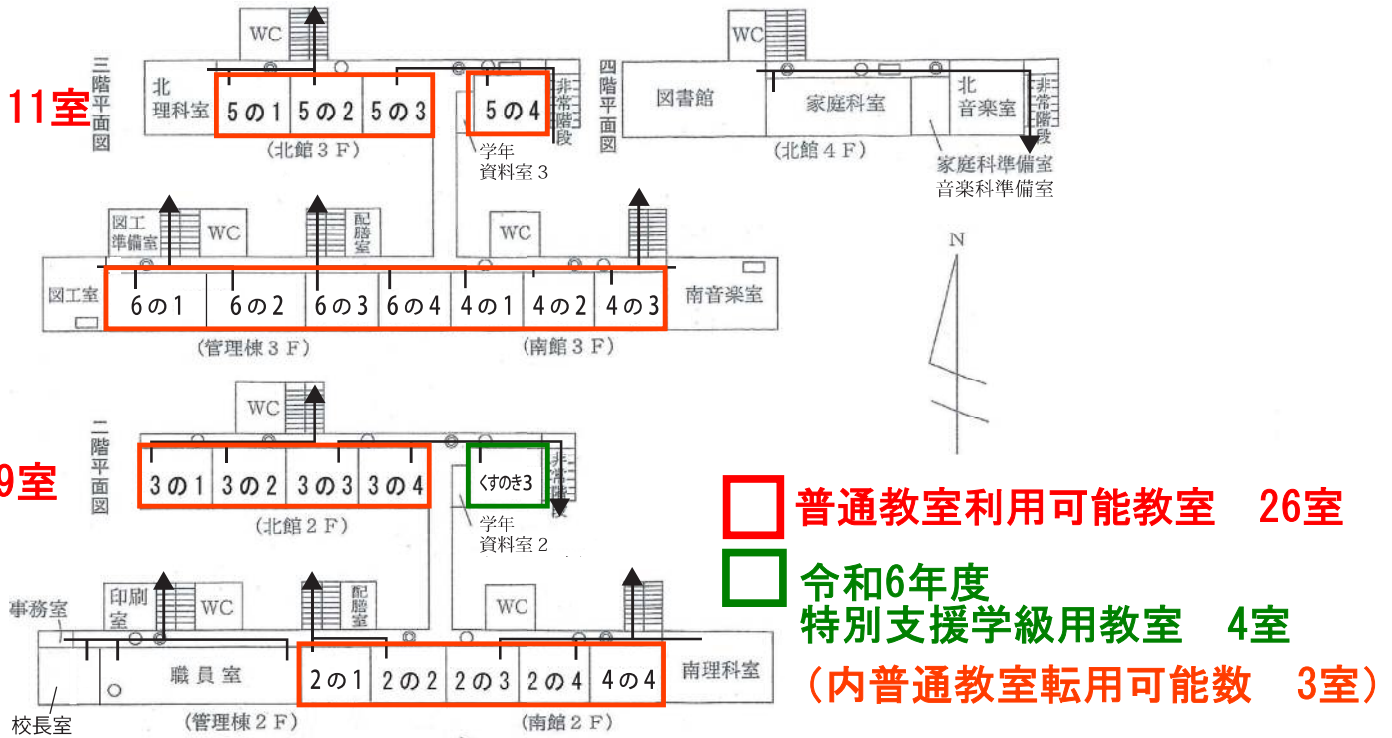 三階平面図
11室
WC
北
理科室
5の1
5の2
5の3
5の4
非常階段
(北館3F)
学年
資料室3
四階平面図
WC
図書館
家庭科室
北
音楽室
非常階段
(北館4F)
家庭科準備室
音楽科準備室
図工
準備室
WC
配膳室
WC
図工室
6の1
6の2
6の3
6の4
4の1
4の2
4の3
南音楽室
(管理棟3F)
(南館3F)
N
二階平面図
9室
WC
3の1
3の2
3の3
3の4
くすのき3
非常階段
(北館2F)
学年
資料室2
事務室
印刷
室
WC
配膳室
WC
職員室
2の1
2の2
2の3
2の4
4の4
南理科室
校長室
(管理棟2F)
(南館2F)
普通教室利用可能教室 26室
令和6年度
特別支援学級用教室 4室
(内普通教室転用可能数 3室)